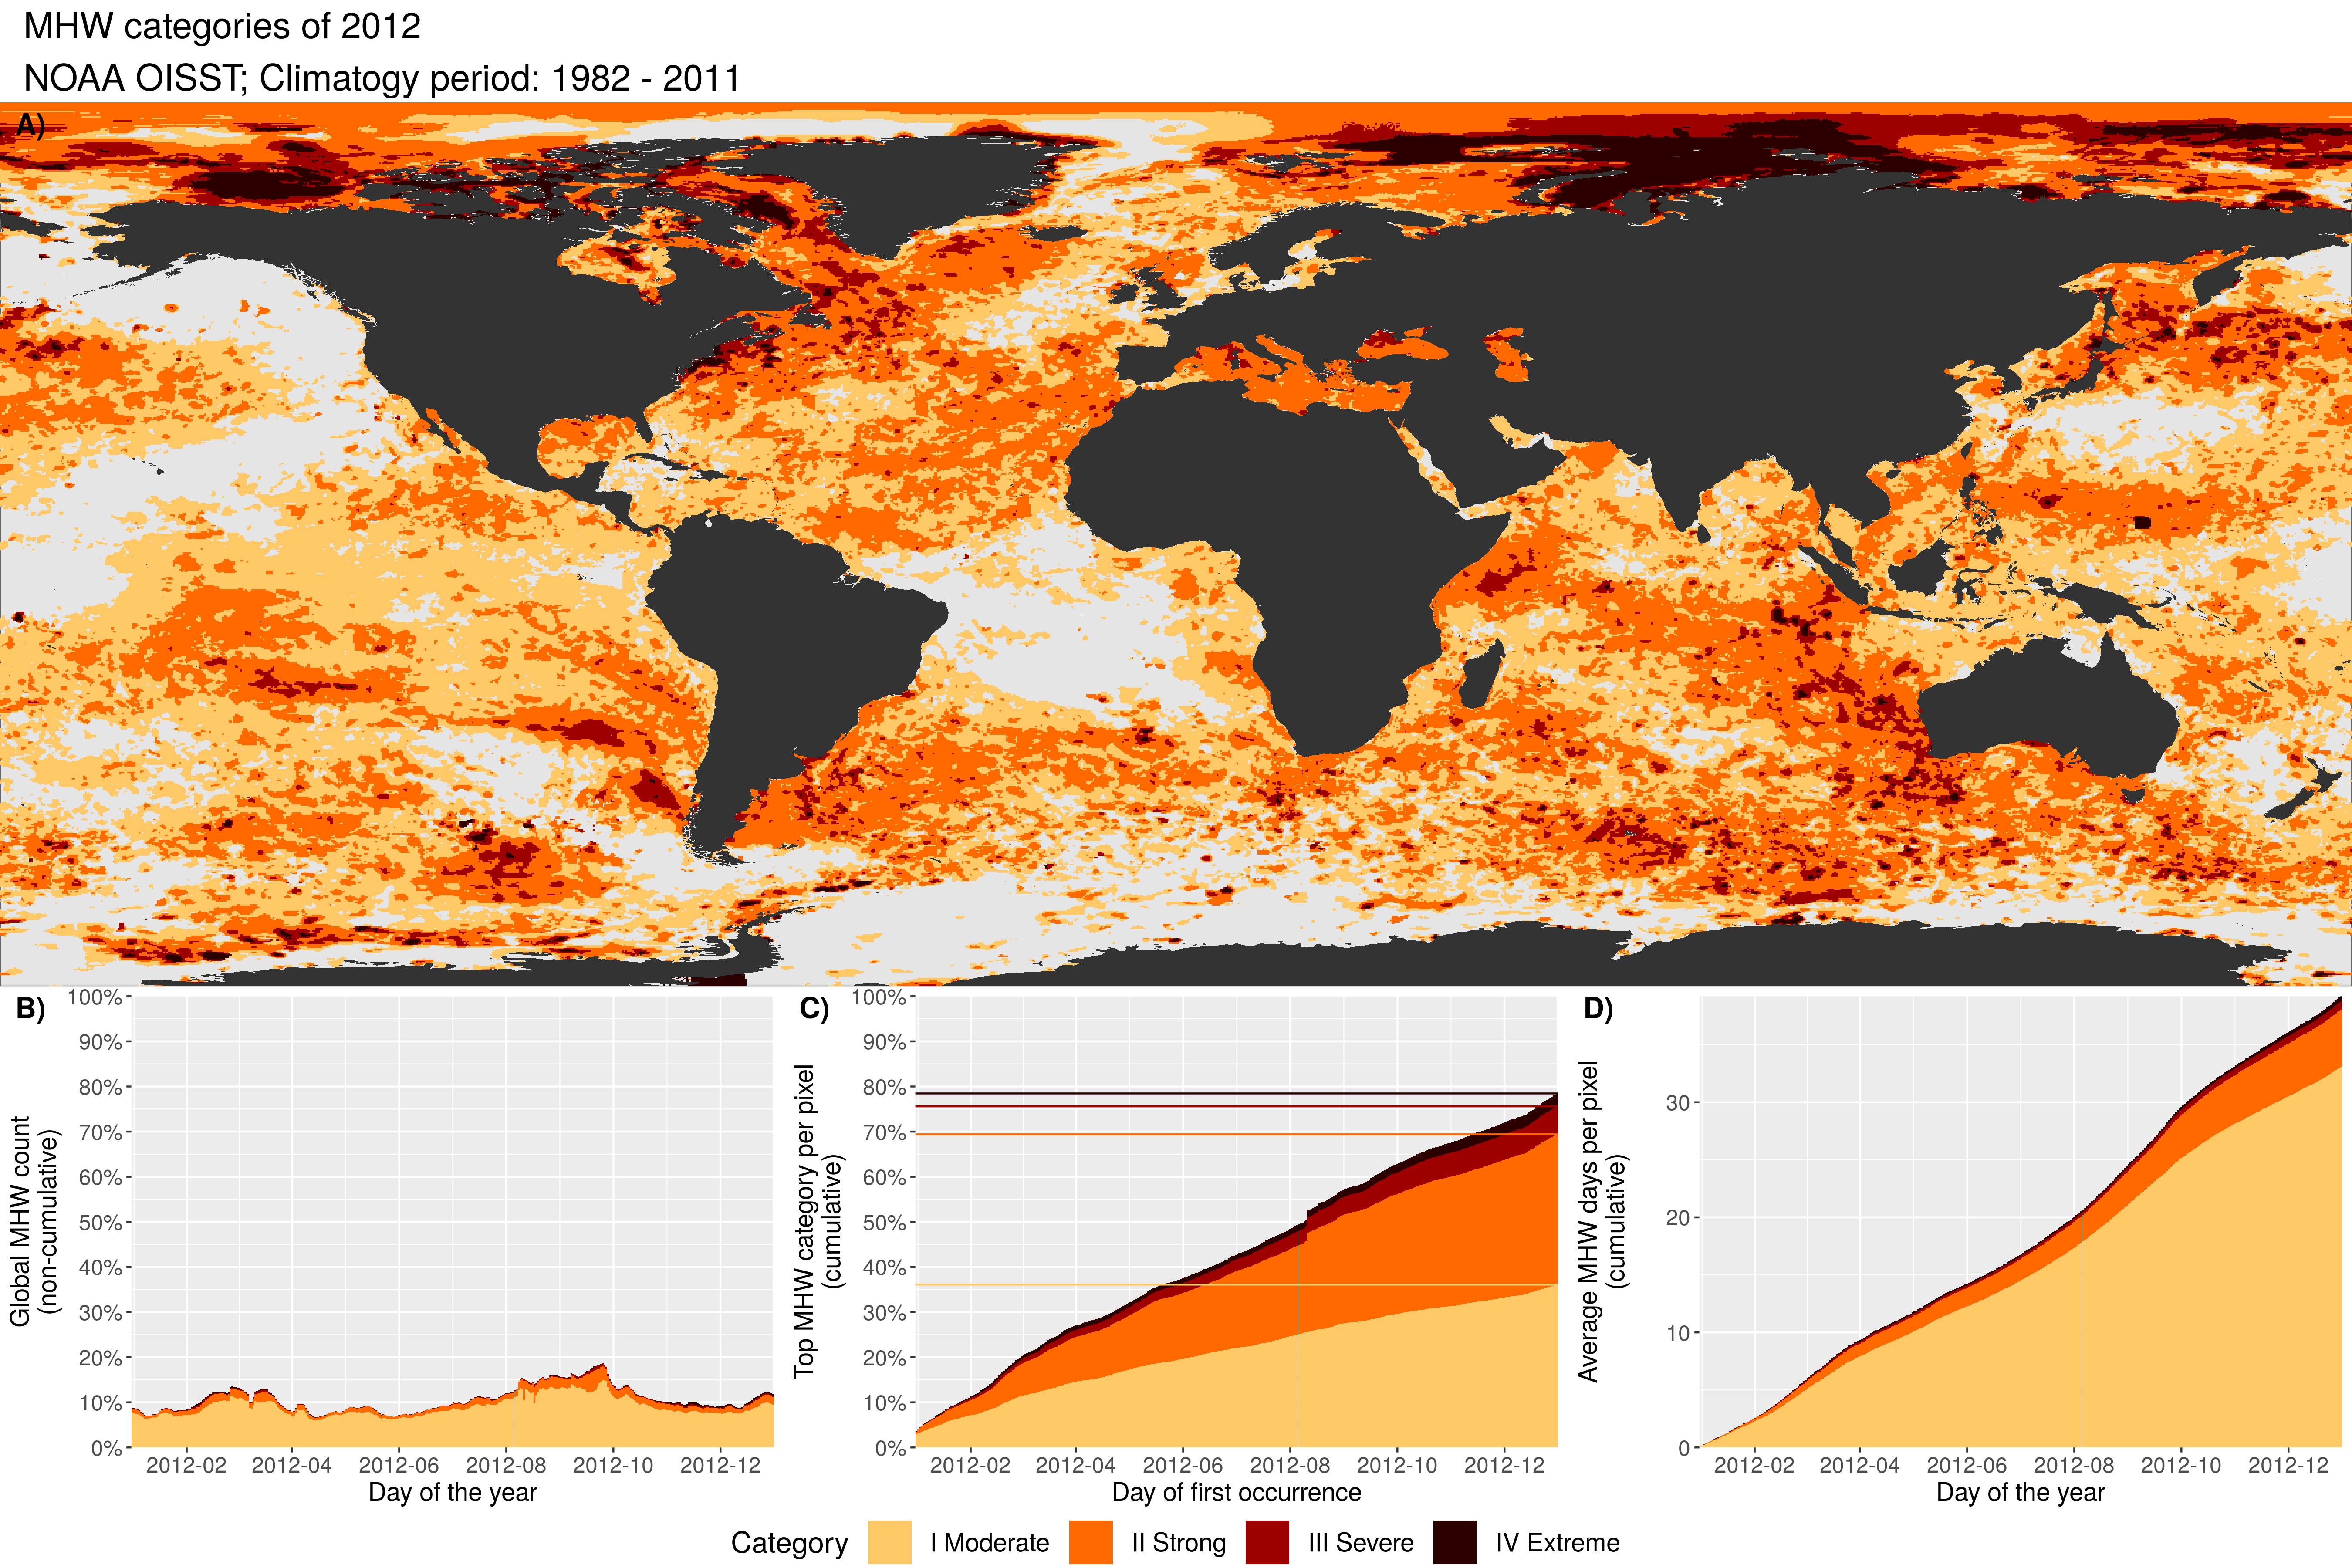 MHW categories of 2012
NOAA OISST; Climatogy period: 1982 - 2011
A)
B)
Global MHW count
(non-cumulative)
100%
90%
80%
70%
60%
50%
40%
30%
20%
10%
0%
2012-02 2012-04 2012-06 2012-08 2012-10 2012-12
Day of the year
C)
Top MHW category per pixel
(cumulative)
100%
90%
80%
70%
60%
50%
40%
30%
20%
10%
0%
2012-02 2012-04 2012-06 2012-08 2012-10 2012-12
Day of first occurrence
D)
Average MHW days per pixel
(cumulative)
30
20
10
0
2012-02 2012-04 2012-06 2012-08 2012-10 2012-12
Day of the year
Category I Moderate II Strong III Severe IV Extreme